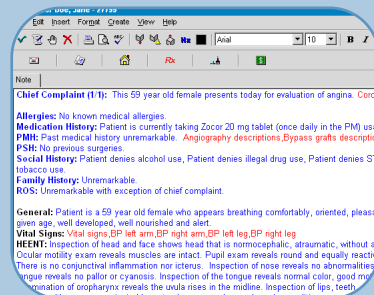 Doe, Jane - 27759
Edit Insert Format Create View Help
Hz Arial 10 B I
Rx $
Note
Chief Complaint (1/1): This 59 year old female presents today for evaluation of angina.
Allergies: No known medical allergies.
Medication History: Patient is currently taking Zocor 20 mg tablet (once daily in the PM)
PMH: Past medical history unremarkable. Angiography descriptions,Bypass grafts
PSH: No previous surgeries.
Social History: Patient denies alcohol use, Patient denies illegal drug use, Patient denies
tobacco use.
Family History: Unremarkable.
ROS: Unremarkable with exception of chief complaint.
General: Patient is a 59 year old female who appears breathing comfortably, oriented,
given age, well developed, well nourished and alert.
Vital Signs: Vital signs,BP left arm,BP right arm,BP left leg,BP right leg
HEENT: Inspection of head and face shows head that is normocephalic, atraumatic, without
Ocular motility exam reveals muscles are intact. Pupil exam reveals round and equally
There is no conjunctival inflammation nor icterus. Inspection of nose reveals no abnormalities
reveals no pallor or cyanosis. Inspection of the tongue reveals normal color, good
of oropharynx reveals the uvula rises in the midline. Inspection of lips, teeth,